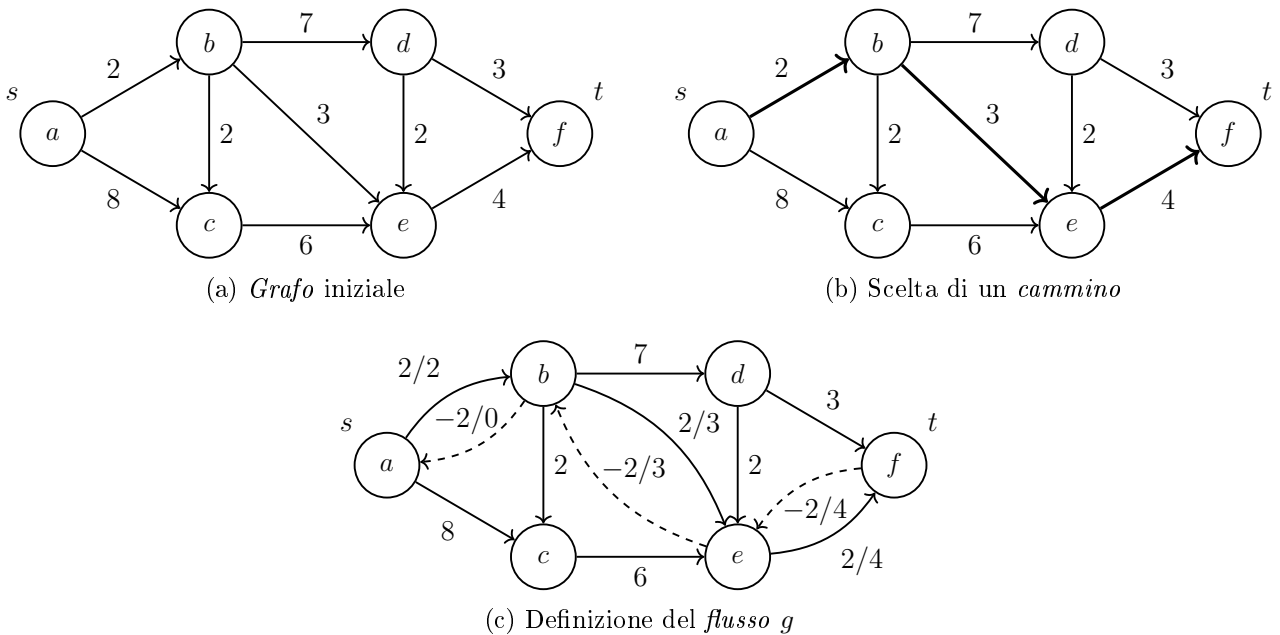 7
b
d
2
3
s
t
3
a
2
2
f
8
4
c
e
6
(a) Grafo iniziale
7
b
d
2
3
s
t
3
a
2
2
f
8
4
c
e
6
(b) Scelta di un cammino
7
2/2
b
d
3
−2/0
2/3
s
t
a
2
−2/3
2
f
−2/4
8
2/4
c
e
6
(c) Definizione del flusso g